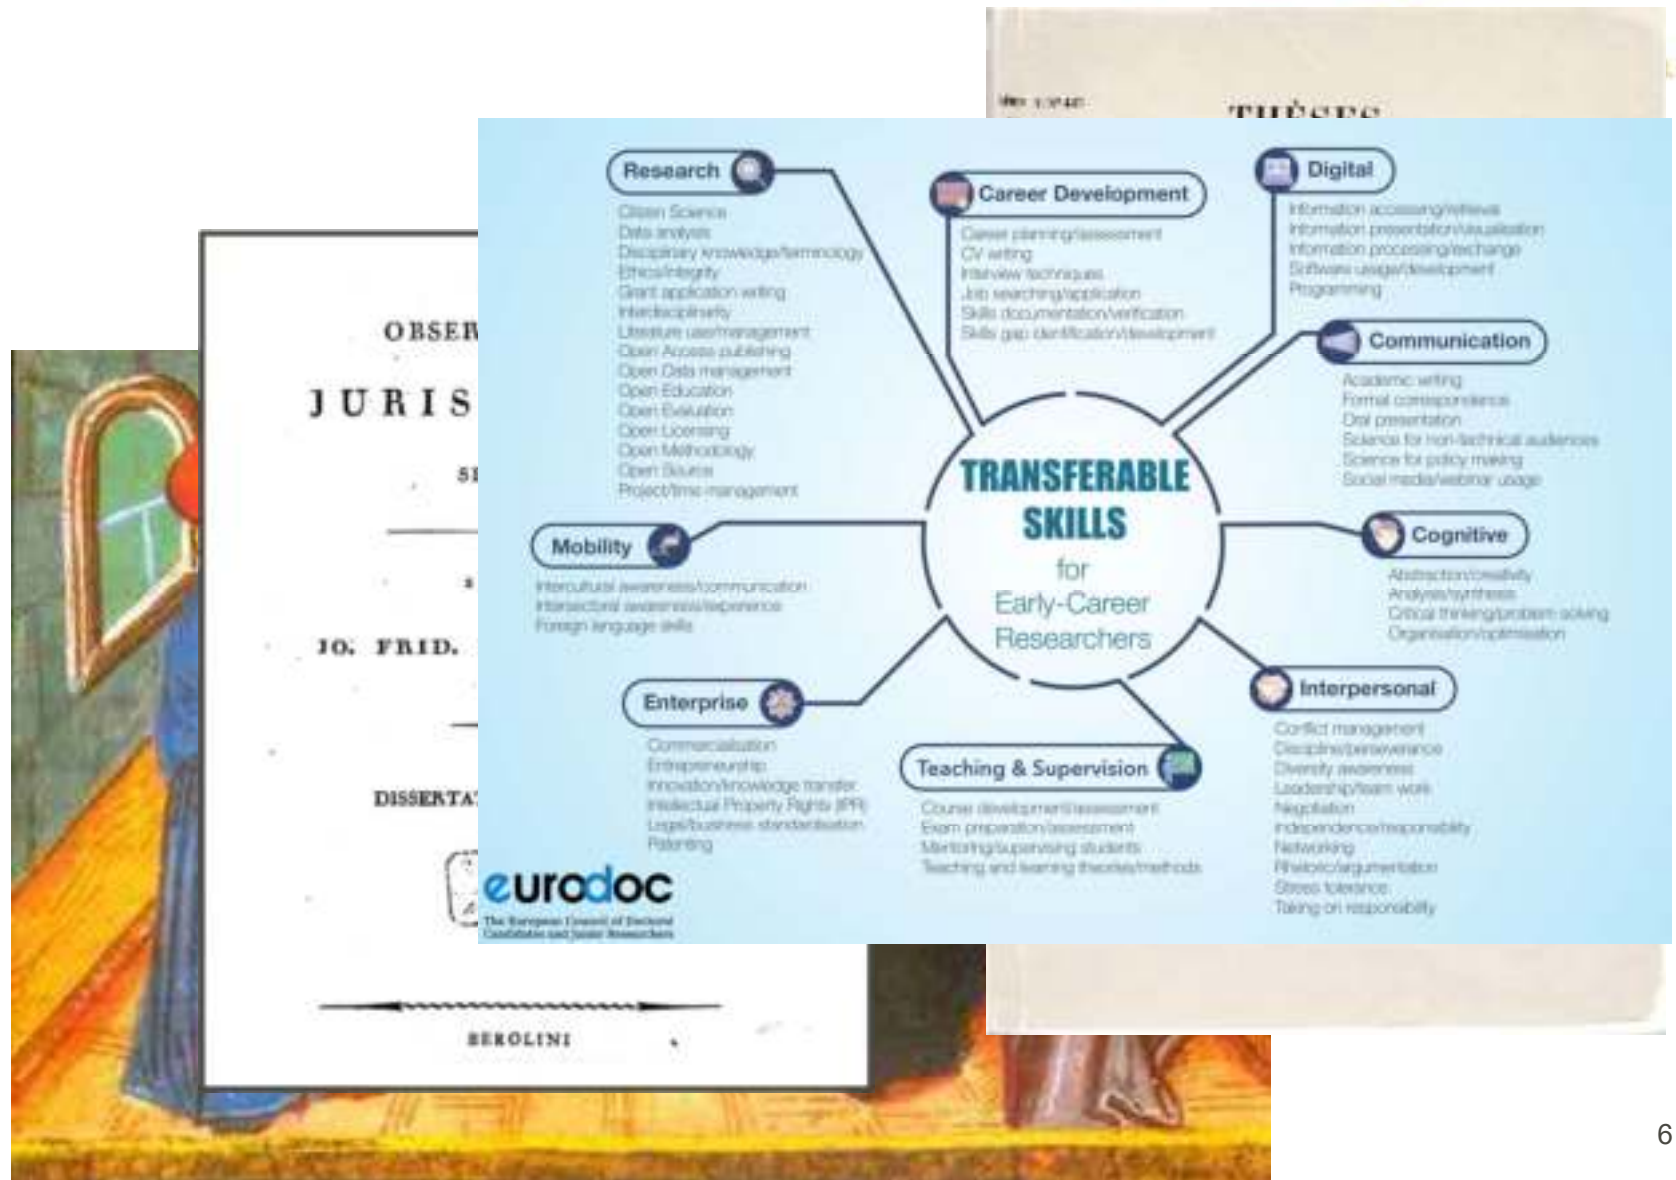 THÈSES
OBSER
JURIS
JO. FRID.
DISSERTA
BEROLINI
Research
Citizen Science
Data analysis
Disciplinary knowledge/terminology
Ethics/integrity
Grant application writing
Interdisciplinarity
Literature use/management
Open Access publishing
Open Data management
Open Education
Open Evaluation
Open Licensing
Open Methodology
Open Source
Project/time management
Career Development
Career planning/assessment
CV writing
Interview techniques
Job searching/application
Skills documentation/verification
Skills gap identification/development
Digital
Information accessing/retrieval
Information presentation/visualisation
Information processing/exchange
Software usage/development
Programming
Communication
Academic writing
Formal correspondence
Oral presentation
Science for non-technical audiences
Science for policy making
Social media/webinar usage
TRANSFERABLE
SKILLS
for
Early-Career
Researchers
Mobility
Intercultural awareness/communication
Intersectoral awareness/experience
Foreign language skills
Cognitive
Abstraction/creativity
Analysis/synthesis
Critical thinking/problem solving
Organisation/optimisation
Enterprise
Commercialisation
Entrepreneurship
Innovation/knowledge transfer
Intellectual Property Rights (IPR)
Legal/business standardisation
Patenting
Teaching & Supervision
Course development/assessment
Exam preparation/assessment
Mentoring/supervising students
Teaching and learning theories/methods
Interpersonal
Conflict management
Discipline/perseverance
Diversity awareness
Leadership/team work
Negotiation
Independence/responsibility
Networking
Rhetoric/argumentation
Stress tolerance
Taking on responsibility
eurodoc
The European Council of Doctoral
Candidates and Junior Researchers
6